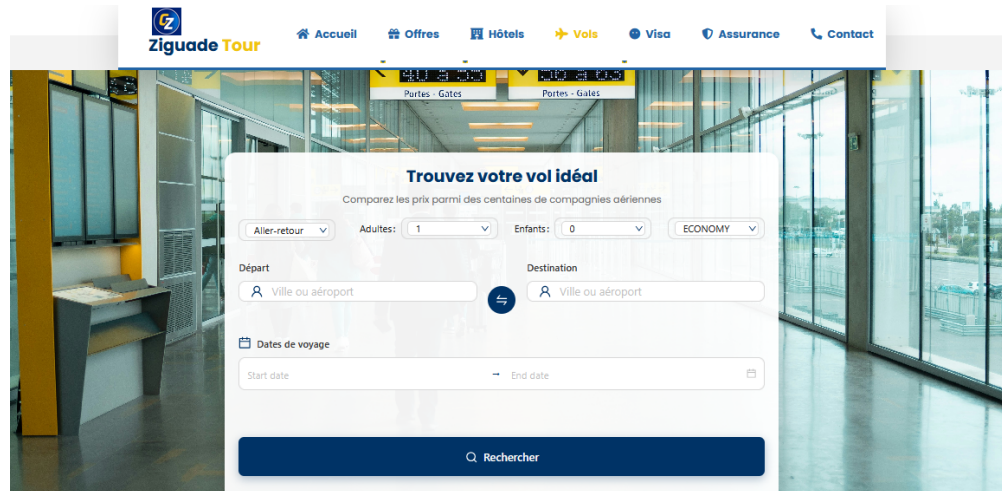 GZ
Ziguade Tour
Accueil
Offres
Hôtels
Vols
Visa
Assurance
Contact
Portes - Gates
Portes - Gates
Trouvez votre vol idéal
Comparez les prix parmi des centaines de compagnies aériennes
Aller-retour
Adultes: 1
Enfants: 0
ECONOMY
Départ
Destination
Ville ou aéroport
Ville ou aéroport
Dates de voyage
Start date → End date
Rechercher